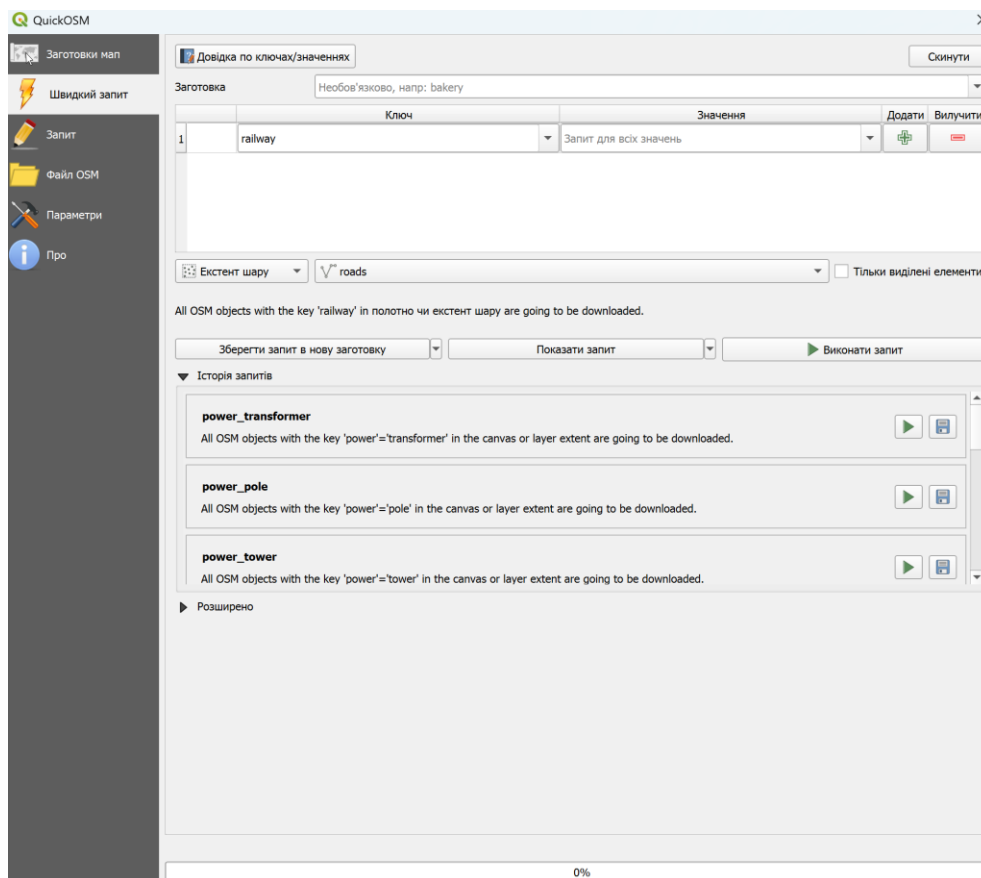 QuickOSM
Заготовки мап
Швидкий запит
Запит
Файл OSM
Параметри
Про
Довідка по ключах/значеннях
Скинути
Заготовка
Необов'язково, напр: bakery
Ключ
Значення
Додати
Вилучити
1
railway
Запит для всіх значень
Екстент шару
roads
Тільки виділені елементи
All OSM objects with the key 'railway' in полотно чи екстент шару are going to be downloaded.
Зберегти запит в нову заготовку
Показати запит
Виконати запит
Історія запитів
power_transformer
All OSM objects with the key 'power'='transformer' in the canvas or layer extent are going to be downloaded.
power_pole
All OSM objects with the key 'power'='pole' in the canvas or layer extent are going to be downloaded.
power_tower
All OSM objects with the key 'power'='tower' in the canvas or layer extent are going to be downloaded.
Розширено
0%